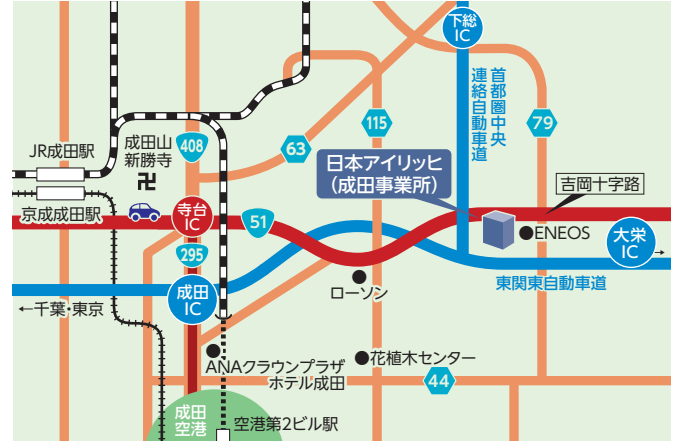 下総
IC
首都圏中央
連絡自動車道
JR成田駅
成田山
新勝寺
408
63
115
79
日本アイリッヒ
（成田事業所）
吉岡十字路
京成成田駅
寺台
IC
51
ENEOS
大栄
IC
→
295
成田
IC
ローソン
東関東自動車道
←千葉・東京
ANAクラウンプラザ
ホテル成田
花植木センター
44
成田
空港
空港第2ビル駅